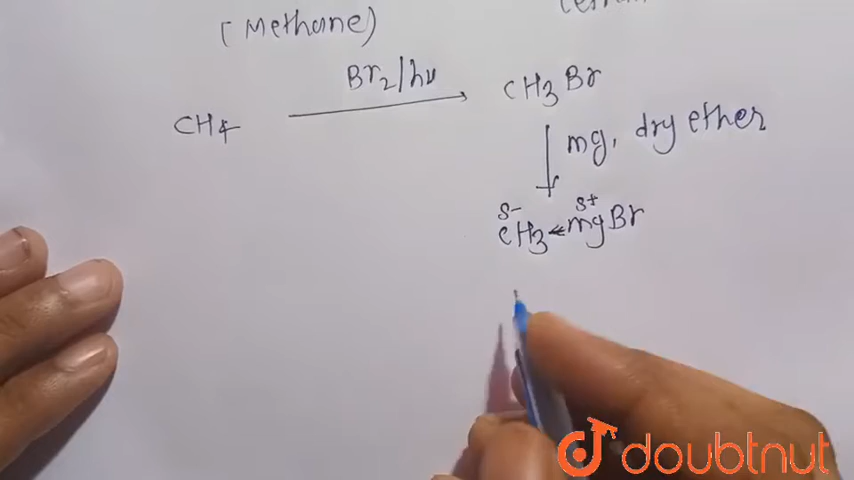 (Methane)
Br2/hν
CH4 CH3Br
mg, dry ether
δ- δ+
CH3 mgBr
doubtnut